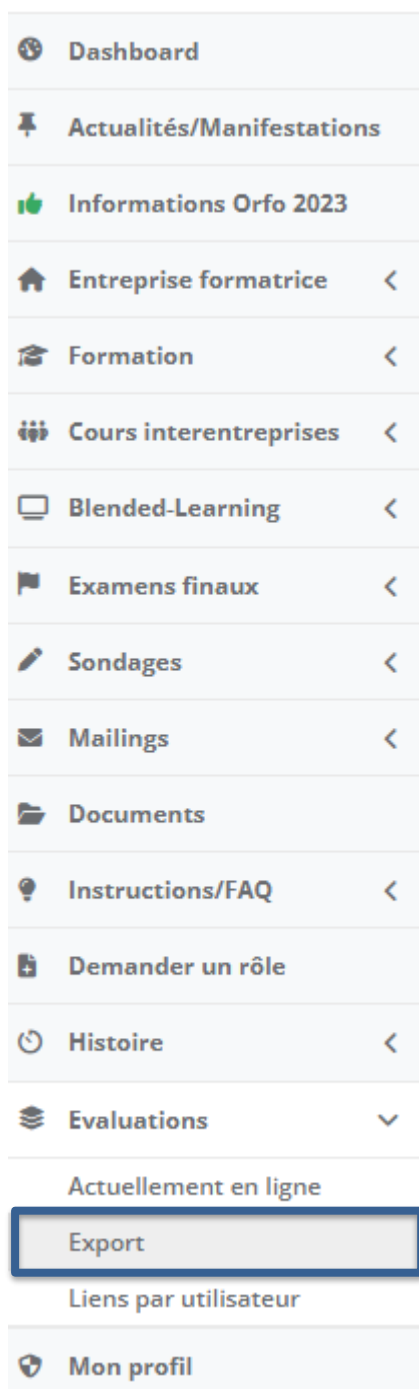 Dashboard
Actualités/Manifestations
Informations Orfo 2023
Entreprise formatrice
Formation
Cours interentreprises
Blended-Learning
Examens finaux
Sondages
Mailings
Documents
Instructions/FAQ
Demander un rôle
Histoire
Evaluations
Actuellement en ligne
Export
Liens par utilisateur
Mon profil